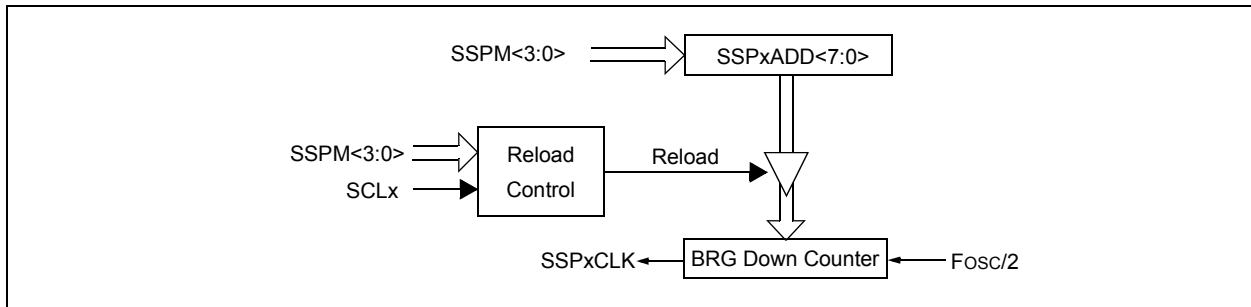 SSPM<3:0>
SSPxADD<7:0>
SSPM<3:0>
SCLx
Reload
Control
Reload
SSPxCLK
BRG Down Counter
FOSC/2